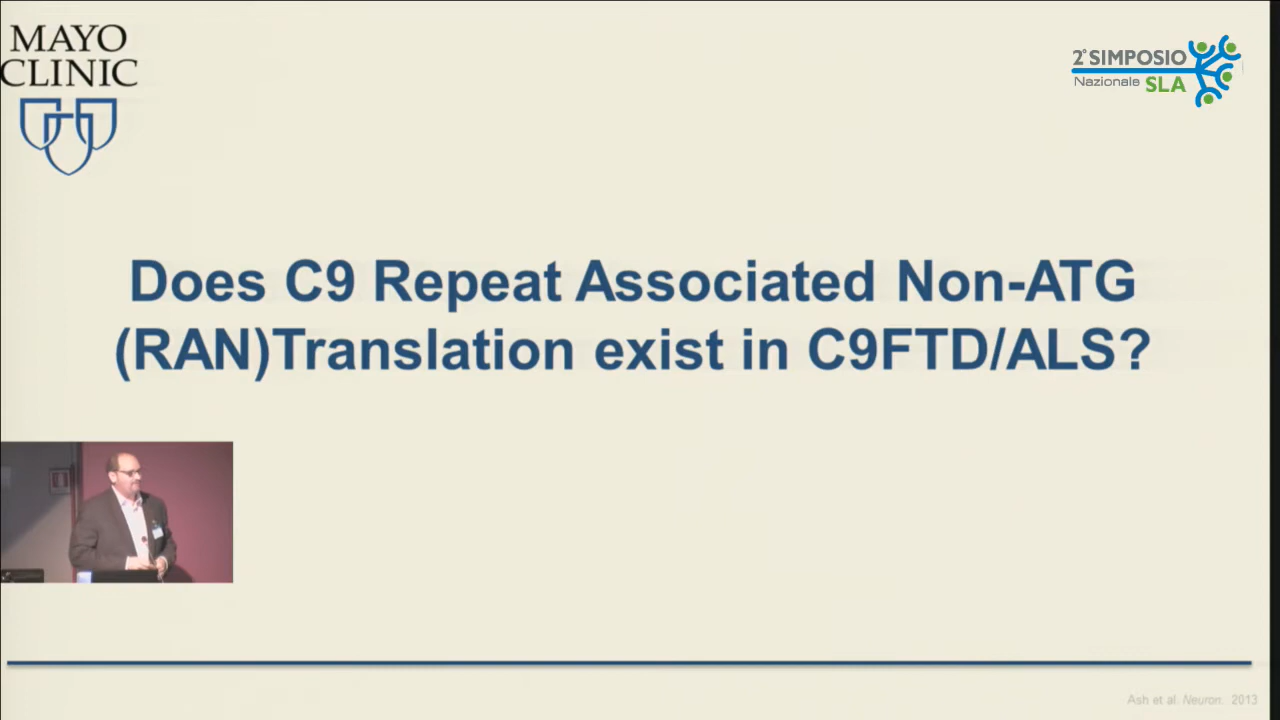 MAYO
CLINIC
2° SIMPOSIO
Nazionale SLA
Does C9 Repeat Associated Non-ATG
(RAN)Translation exist in C9FTD/ALS?
Ash et al. Neuron. 2013